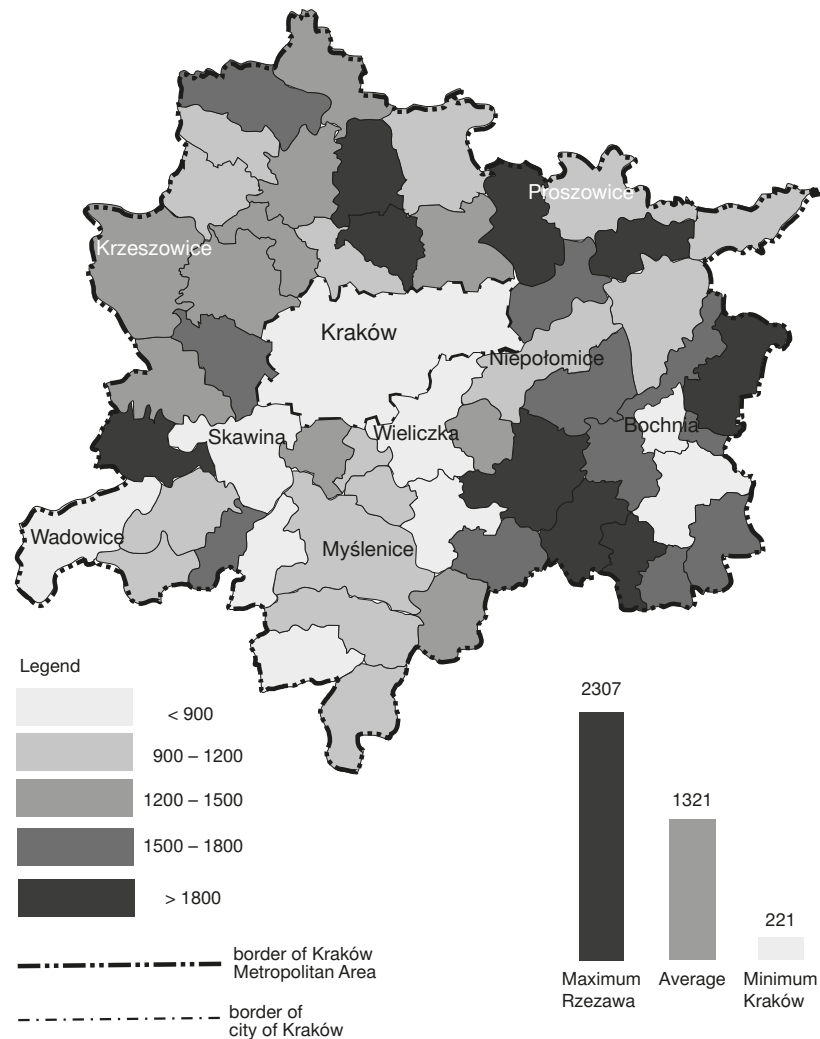 Proszowice
Krzeszowice
Kraków
Niepołomice
Bochnia
Skawina
Wieliczka
Wadowice
Myślenice
Legend
< 900
900 – 1200
1200 – 1500
1500 – 1800
> 1800
border of Kraków
Metropolitan Area
border of
city of Kraków
2307
1321
221
Maximum
Rzezawa
Average
Minimum
Kraków